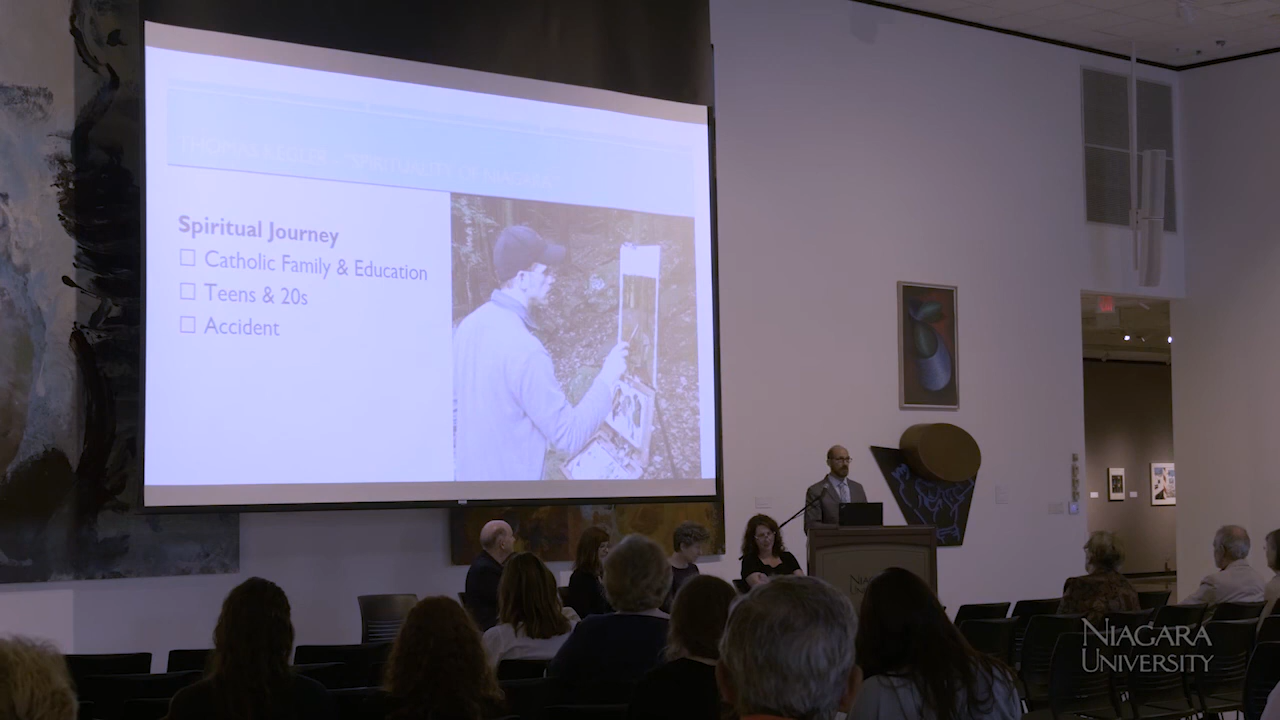 Spiritual Journey
☐ Catholic Family & Education
☐ Teens & 20s
☐ Accident
NIAGARA
UNIVERSITY